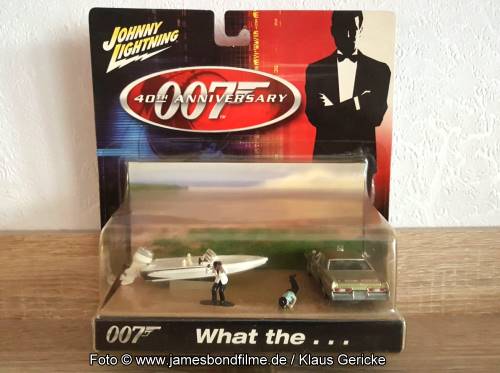 JOHNNY
LIGHTNING
007
40TH ANNIVERSARY
007 What the . . .
Foto © www.jamesbondfilme.de / Klaus Gericke